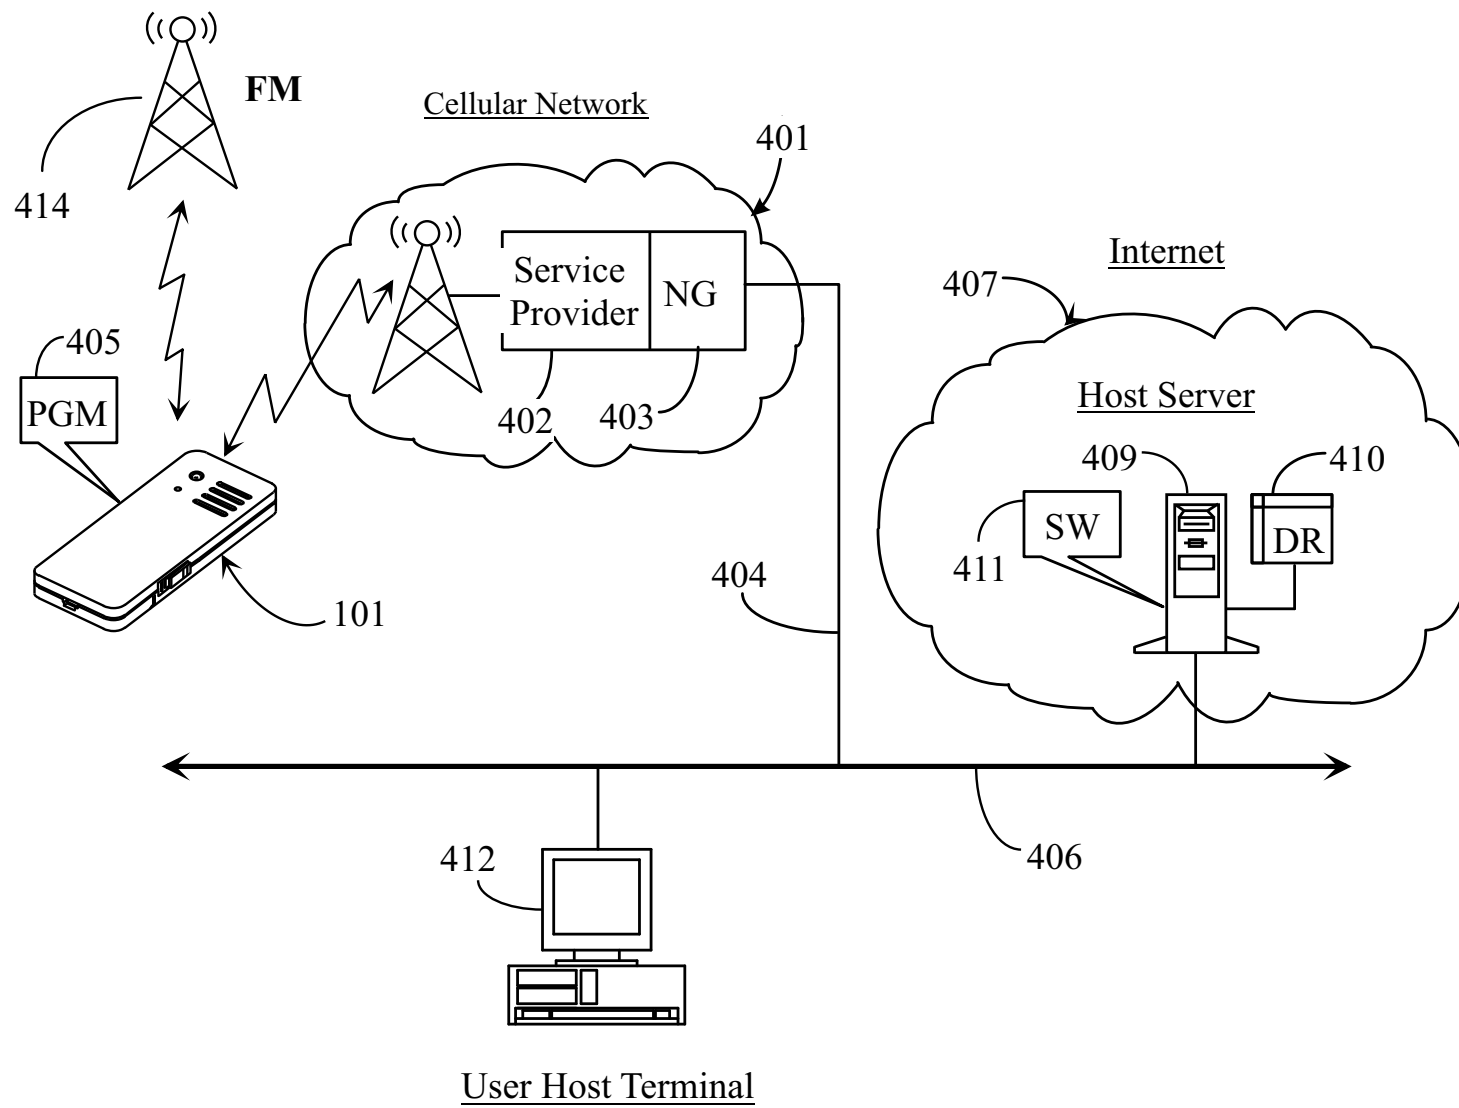 FM
Cellular Network
401
414
Service
Provider
NG
Internet
407
405
PGM
402
403
Host Server
409
410
SW
DR
411
404
101
412
406
User Host Terminal